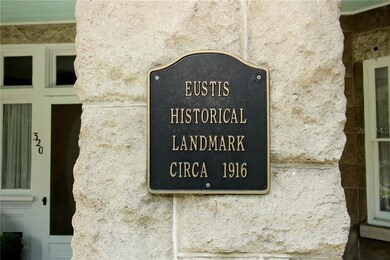 EUSTIS
HISTORICAL
LANDMARK
CIRCA 1916
320